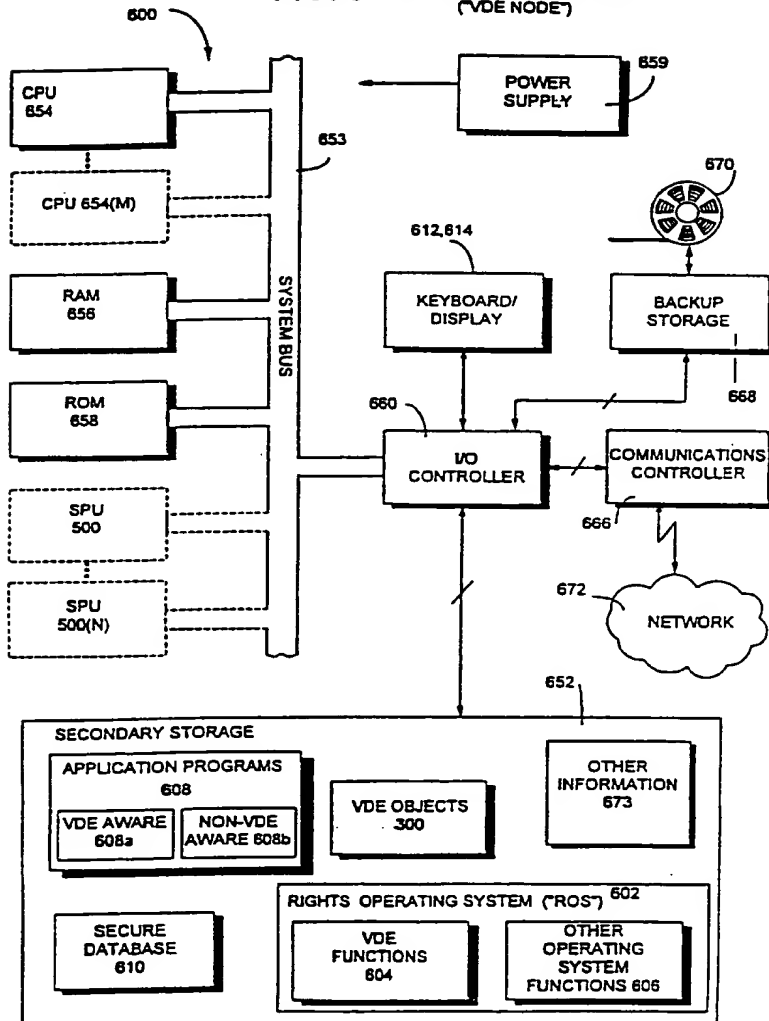 ("VDE NODE")
600
CPU
654
CPU 654(M)
RAM
656
ROM
658
SPU
500
SPU
500(N)
SYSTEM BUS
653
POWER
SUPPLY
659
670
612,614
KEYBOARD/
DISPLAY
BACKUP
STORAGE
668
660
I/O
CONTROLLER
COMMUNICATIONS
CONTROLLER
666
672
NETWORK
652
SECONDARY STORAGE
APPLICATION PROGRAMS
608
VDE AWARE
608a
NON-VDE
AWARE 608b
VDE OBJECTS
300
OTHER
INFORMATION
673
SECURE
DATABASE
610
RIGHTS OPERATING SYSTEM ("ROS") 602
VDE
FUNCTIONS
604
OTHER
OPERATING
SYSTEM
FUNCTIONS 606